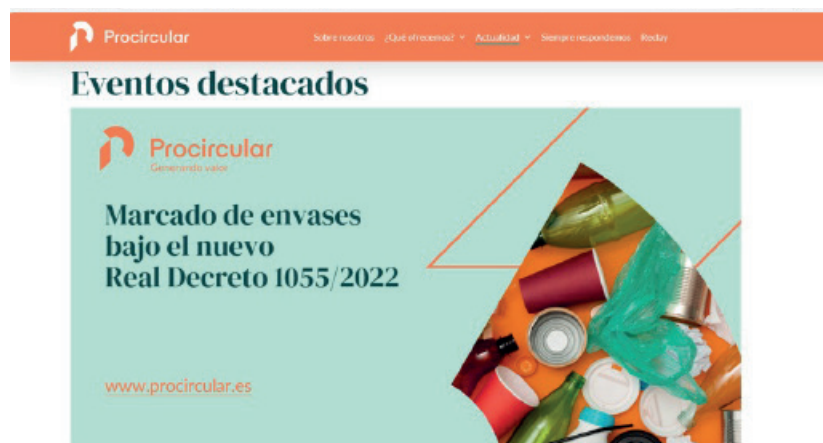 Procircular
Sobre nosotros ¿Qué ofrecemos? Actualidad Siempre respondemos
Eventos destacados
Procircular
Generando valor
Marcado de envases
bajo el nuevo
Real Decreto 1055/2022
www.procircular.es